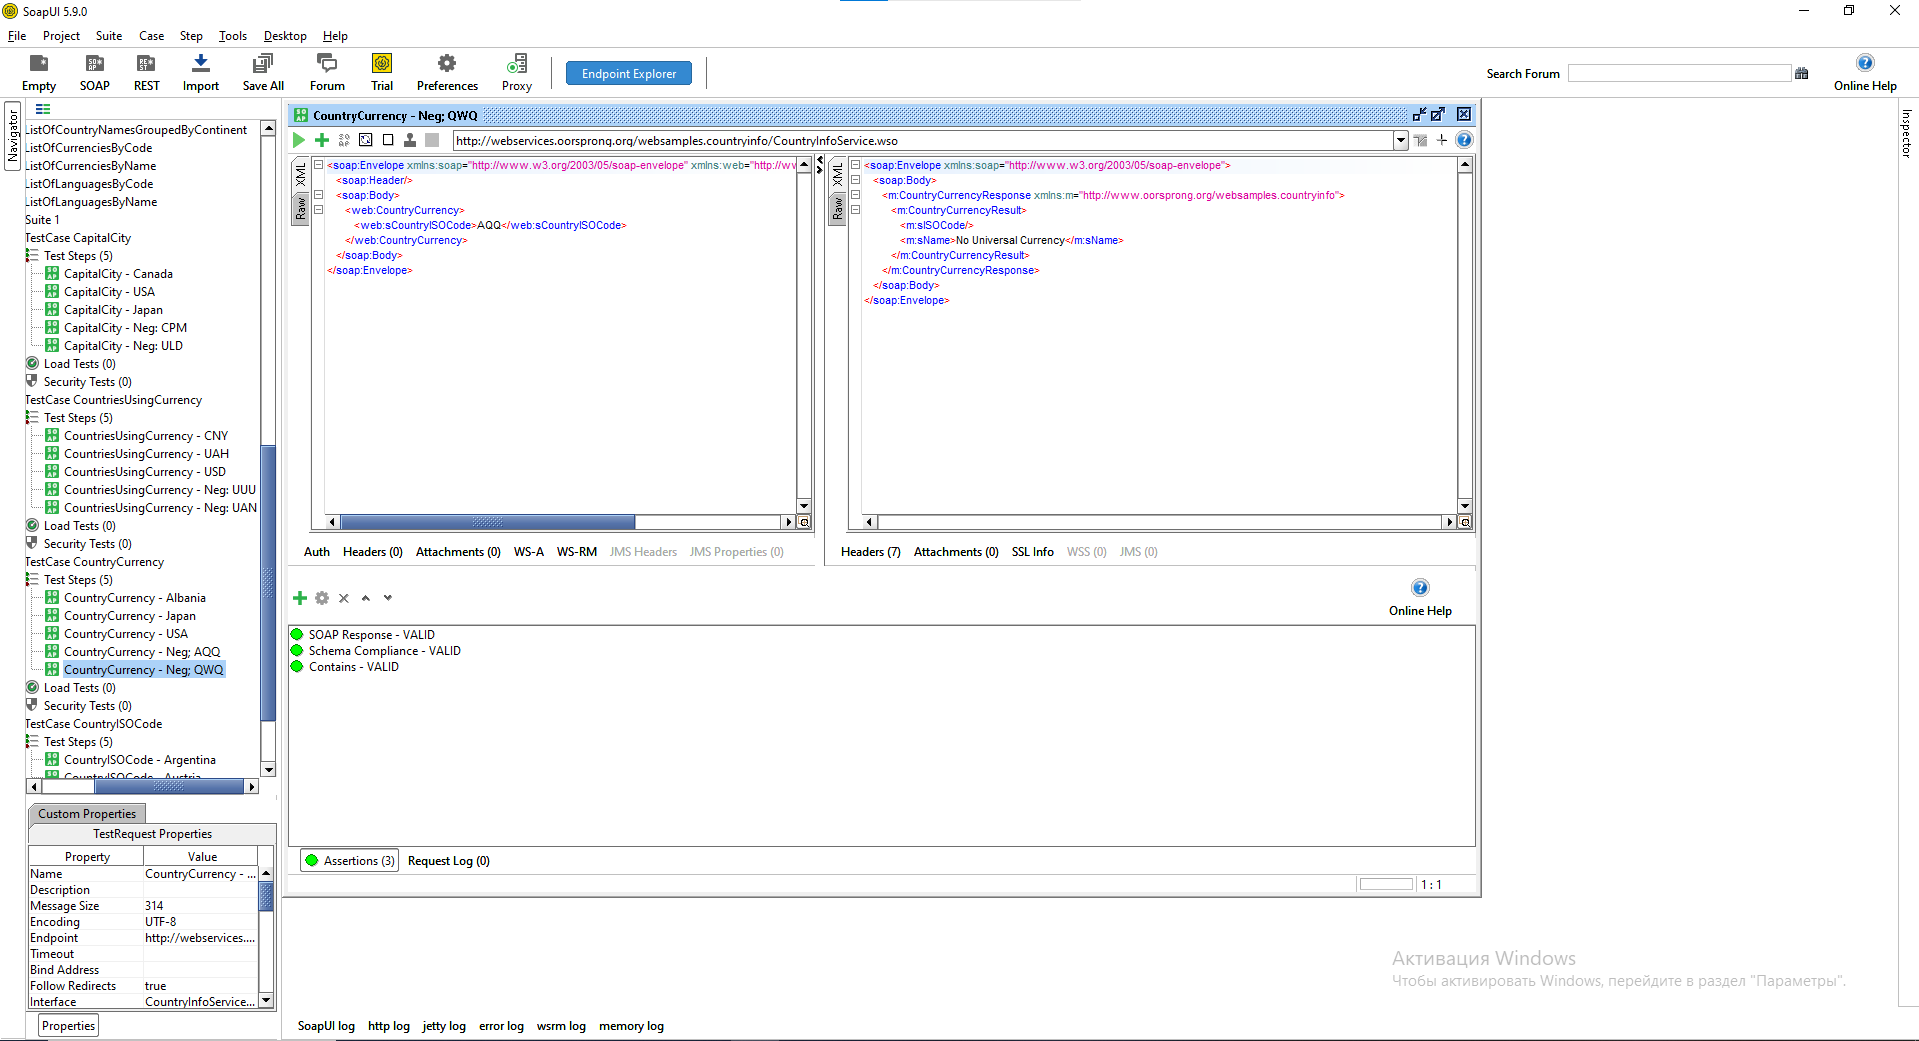 SoapUI 5.9.0
File Project Suite Case Step Tools Desktop Help
Empty SOAP REST Import Save All Forum Trial Preferences Proxy Endpoint Explorer Search Forum Online Help
Navigator
Inspector
ListOfCountryNamesGroupedByContinent
ListOfCurrenciesByCode
ListOfCurrenciesByName
ListOfLanguagesByCode
ListOfLanguagesByName
Suite 1
TestCase CapitalCity
Test Steps (5)
CapitalCity - Canada
CapitalCity - USA
CapitalCity - Japan
CapitalCity - Neg: CPM
CapitalCity - Neg: ULD
Load Tests (0)
Security Tests (0)
TestCase CountriesUsingCurrency
Test Steps (5)
CountriesUsingCurrency - CNY
CountriesUsingCurrency - UAH
CountriesUsingCurrency - USD
CountriesUsingCurrency - Neg: UUU
CountriesUsingCurrency - Neg: UAN
Load Tests (0)
Security Tests (0)
TestCase CountryCurrency
Test Steps (5)
CountryCurrency - Albania
CountryCurrency - Japan
CountryCurrency - USA
CountryCurrency - Neg; AQQ
CountryCurrency - Neg; QWQ
Load Tests (0)
Security Tests (0)
TestCase CountryISOCode
Test Steps (5)
CountryISOCode - Argentina
CountryISOCode - Austria
Custom Properties
TestRequest Properties
Property Value
Name CountryCurrency - ...
Description
Message Size 314
Encoding UTF-8
Endpoint http://webservices....
Timeout
Bind Address
Follow Redirects true
Interface CountryInfoService...
Properties
CountryCurrency - Neg; QWQ
http://webservices.oorsprong.org/websamples.countryinfo/CountryInfoService.wso
XML
Raw
<soap:Envelope xmlns:soap="http://www.w3.org/2003/05/soap-envelope" xmlns:web="http://ww
<soap:Header/>
<soap:Body>
<web:CountryCurrency>
<web:sCountryISOCode>AQQ</web:sCountryISOCode>
</web:CountryCurrency>
</soap:Body>
</soap:Envelope>
Auth Headers (0) Attachments (0) WS-A WS-RM JMS Headers JMS Properties (0)
XML
Raw
<soap:Envelope xmlns:soap="http://www.w3.org/2003/05/soap-envelope">
<soap:Body>
<m:CountryCurrencyResponse xmlns:m="http://www.oorsprong.org/websamples.countryinfo">
<m:CountryCurrencyResult>
<m:sISOCode/>
<m:sName>No Universal Currency</m:sName>
</m:CountryCurrencyResult>
</m:CountryCurrencyResponse>
</soap:Body>
</soap:Envelope>
Headers (7) Attachments (0) SSL Info WSS (0) JMS (0)
Online Help
SOAP Response - VALID
Schema Compliance - VALID
Contains - VALID
Assertions (3) Request Log (0)
1 : 1
Активация Windows
Чтобы активировать Windows, перейдите в раздел "Параметры".
SoapUI log http log jetty log error log wsrm log memory log